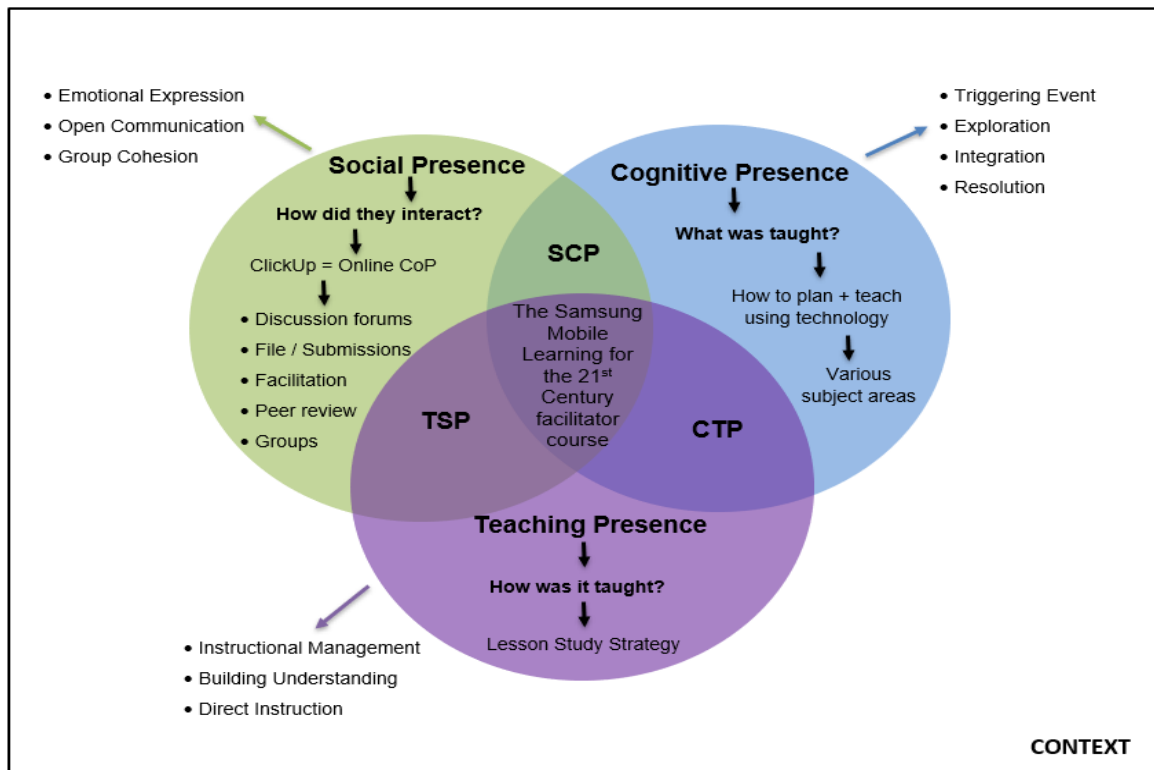 • Emotional Expression
• Open Communication
• Group Cohesion
• Triggering Event
• Exploration
• Integration
• Resolution
Social Presence
How did they interact?
ClickUp = Online CoP
• Discussion forums
• File / Submissions
• Facilitation
• Peer review
• Groups
Cognitive Presence
What was taught?
How to plan + teach
using technology
Various
subject areas
SCP
The Samsung
Mobile
Learning for
the 21st
Century
facilitator
course
TSP
CTP
Teaching Presence
How was it taught?
Lesson Study Strategy
• Instructional Management
• Building Understanding
• Direct Instruction
CONTEXT